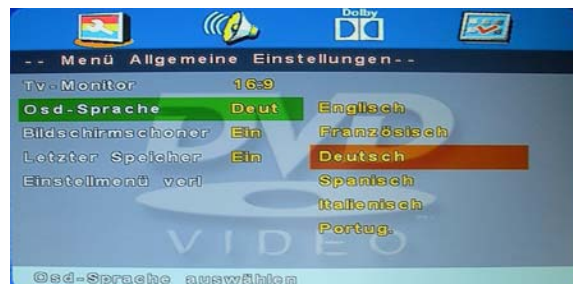 Dolby
-- Menü Allgemeine Einstellungen--
Tv-Monitor 16:9
Osd-Sprache Deut Englisch
Bildschirmschoner Ein Französisch
Letzter Speicher Ein Deutsch
Einstellmenü verl Spanisch
Italienisch
Portug.
DVD
VIDEO
Osd-Sprache auswählen